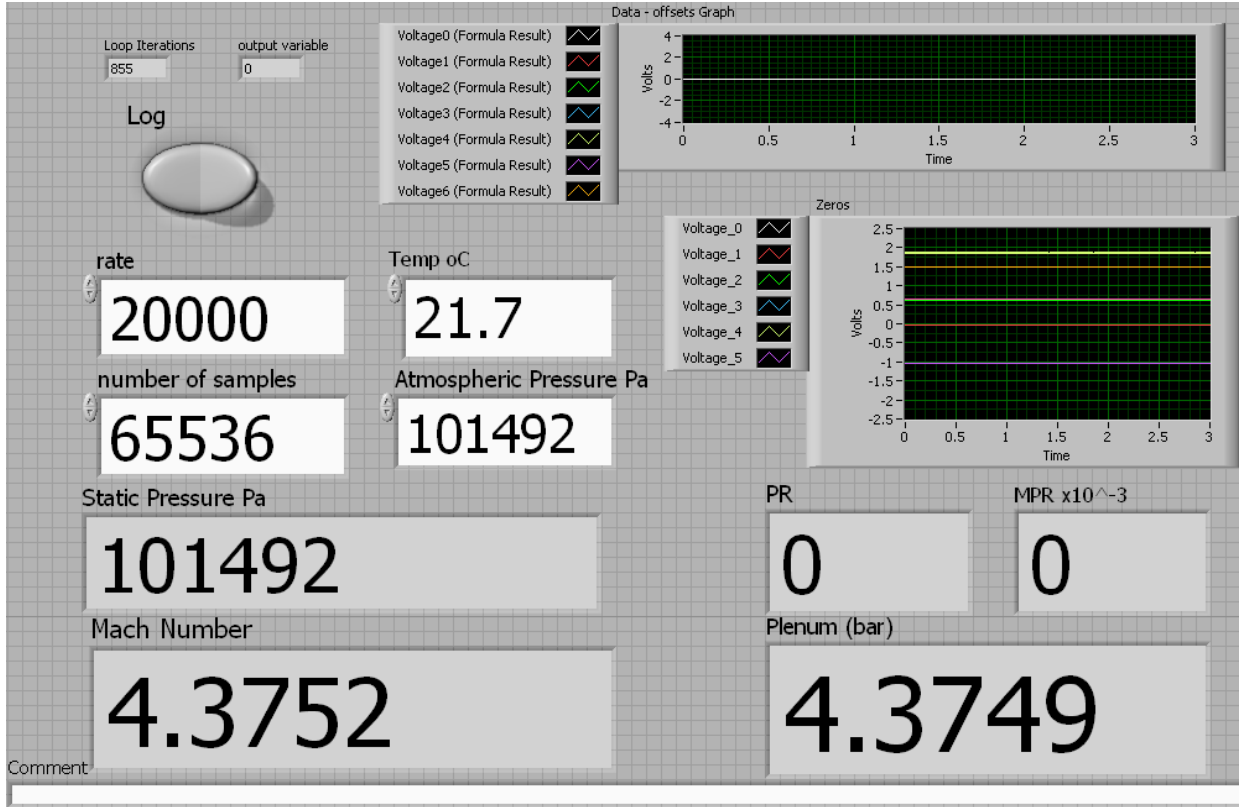 Data - offsets Graph
Loop Iterations
855
output variable
0
Log
Voltage0 (Formula Result)
Voltage1 (Formula Result)
Voltage2 (Formula Result)
Voltage3 (Formula Result)
Voltage4 (Formula Result)
Voltage5 (Formula Result)
Voltage6 (Formula Result)
Volts
4
2
0
-2
-4
0 0.5 1 1.5 2 2.5 3
Time
Zeros
Voltage_0
Voltage_1
Voltage_2
Voltage_3
Voltage_4
Voltage_5
Volts
2.5
2
1.5
1
0.5
0
-0.5
-1
-1.5
-2
-2.5
0 0.5 1 1.5 2 2.5 3
Time
rate
20000
Temp oC
21.7
number of samples
65536
Atmospheric Pressure Pa
101492
Static Pressure Pa
101492
PR
0
MPR x10^-3
0
Mach Number
4.3752
Plenum (bar)
4.3749
Comment